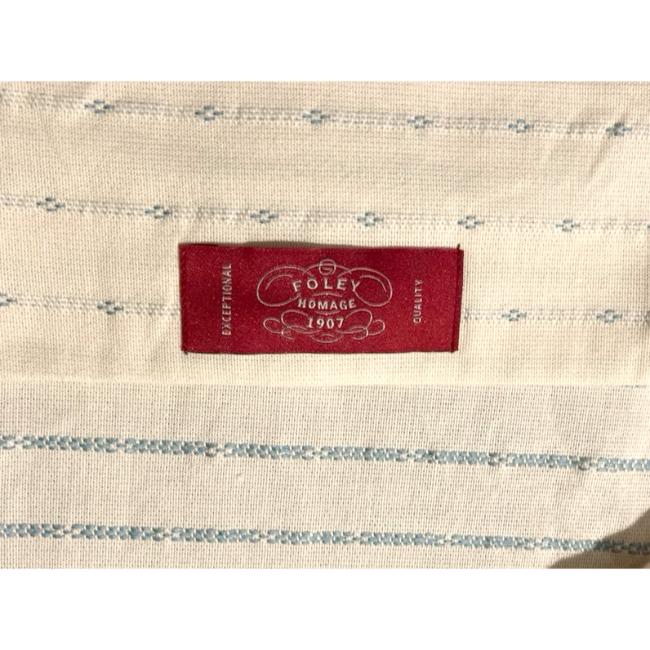 EXCEPTIONAL
FOLEY
HOMAGE
1907
QUALITY